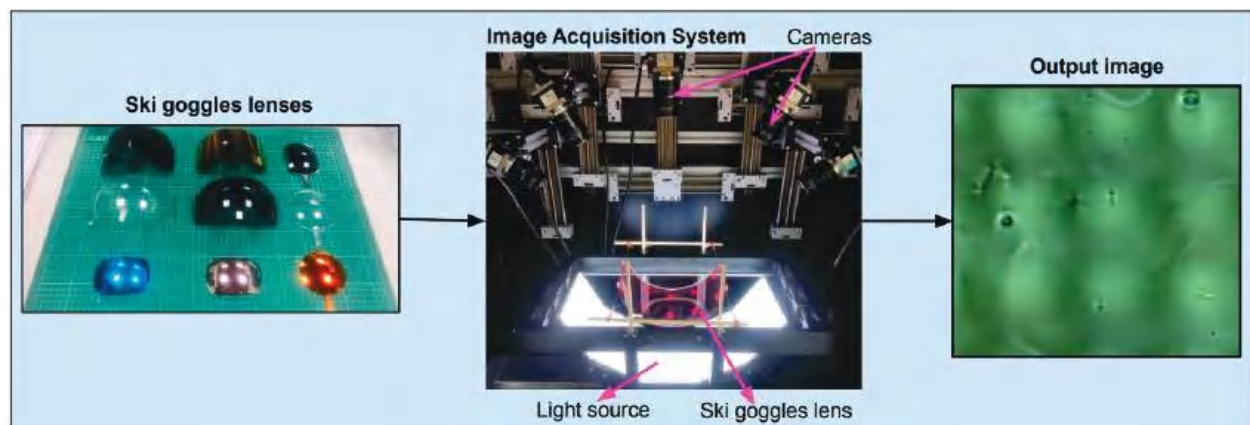 Ski goggles lenses
Image Acquisition System
Cameras
Output image
Light source
Ski goggles lens